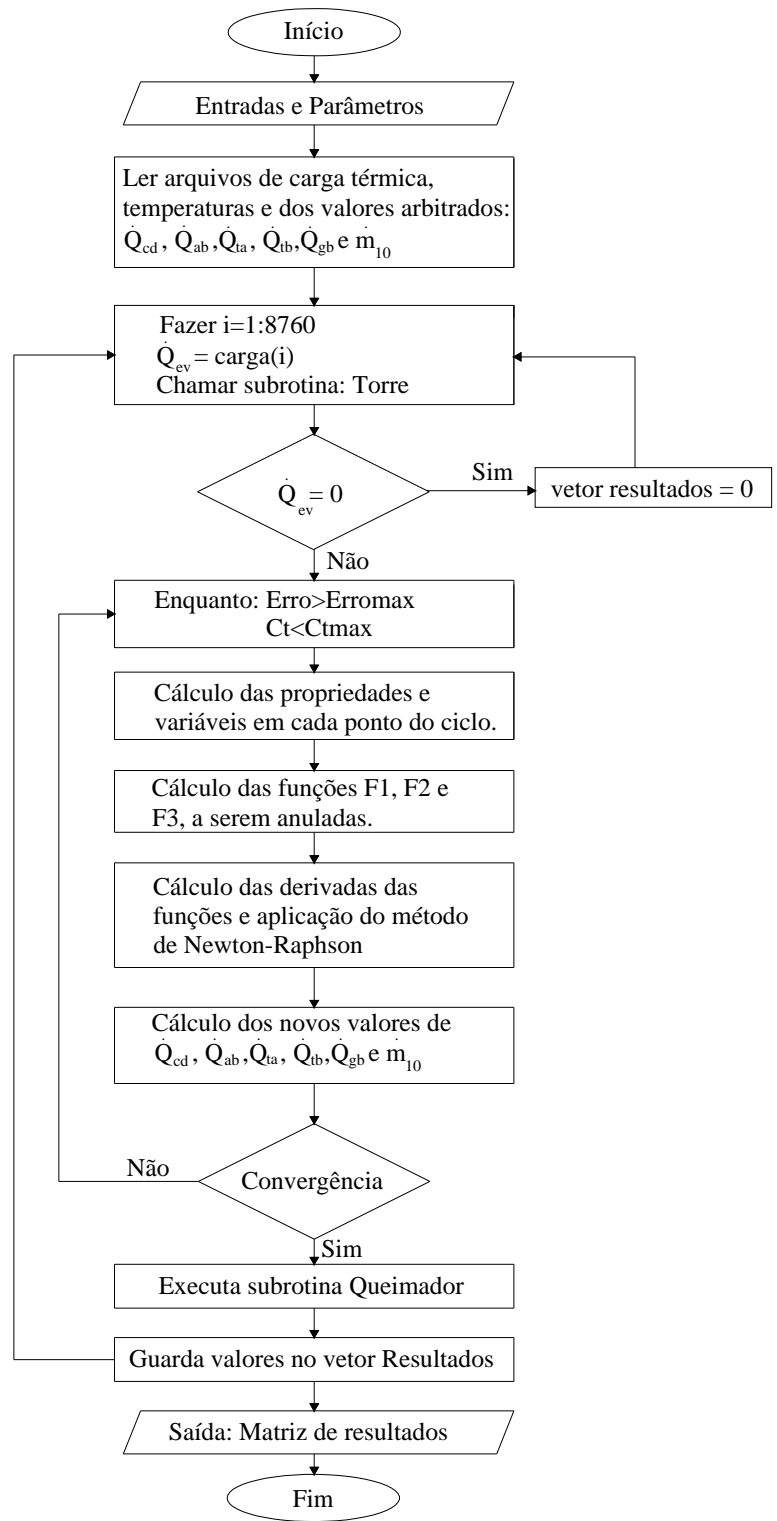 Início
Entradas e Parâmetros
Ler arquivos de carga térmica,
temperaturas e dos valores arbitrados:
Q̇cd , Q̇ab ,Q̇ta , Q̇tb,Q̇gb e ṁ10
Fazer i=1:8760
Q̇ev = carga(i)
Chamar subrotina: Torre
Q̇ev = 0
Sim
vetor resultados = 0
Não
Enquanto: Erro>Erromax
Ct<Ctmax
Cálculo das propriedades e
variáveis em cada ponto do ciclo.
Cálculo das funções F1, F2 e
F3, a serem anuladas.
Cálculo das derivadas das
funções e aplicação do método
de Newton-Raphson
Cálculo dos novos valores de
Q̇cd , Q̇ab ,Q̇ta , Q̇tb,Q̇gb e ṁ10
Não
Convergência
Sim
Executa subrotina Queimador
Guarda valores no vetor Resultados
Saída: Matriz de resultados
Fim